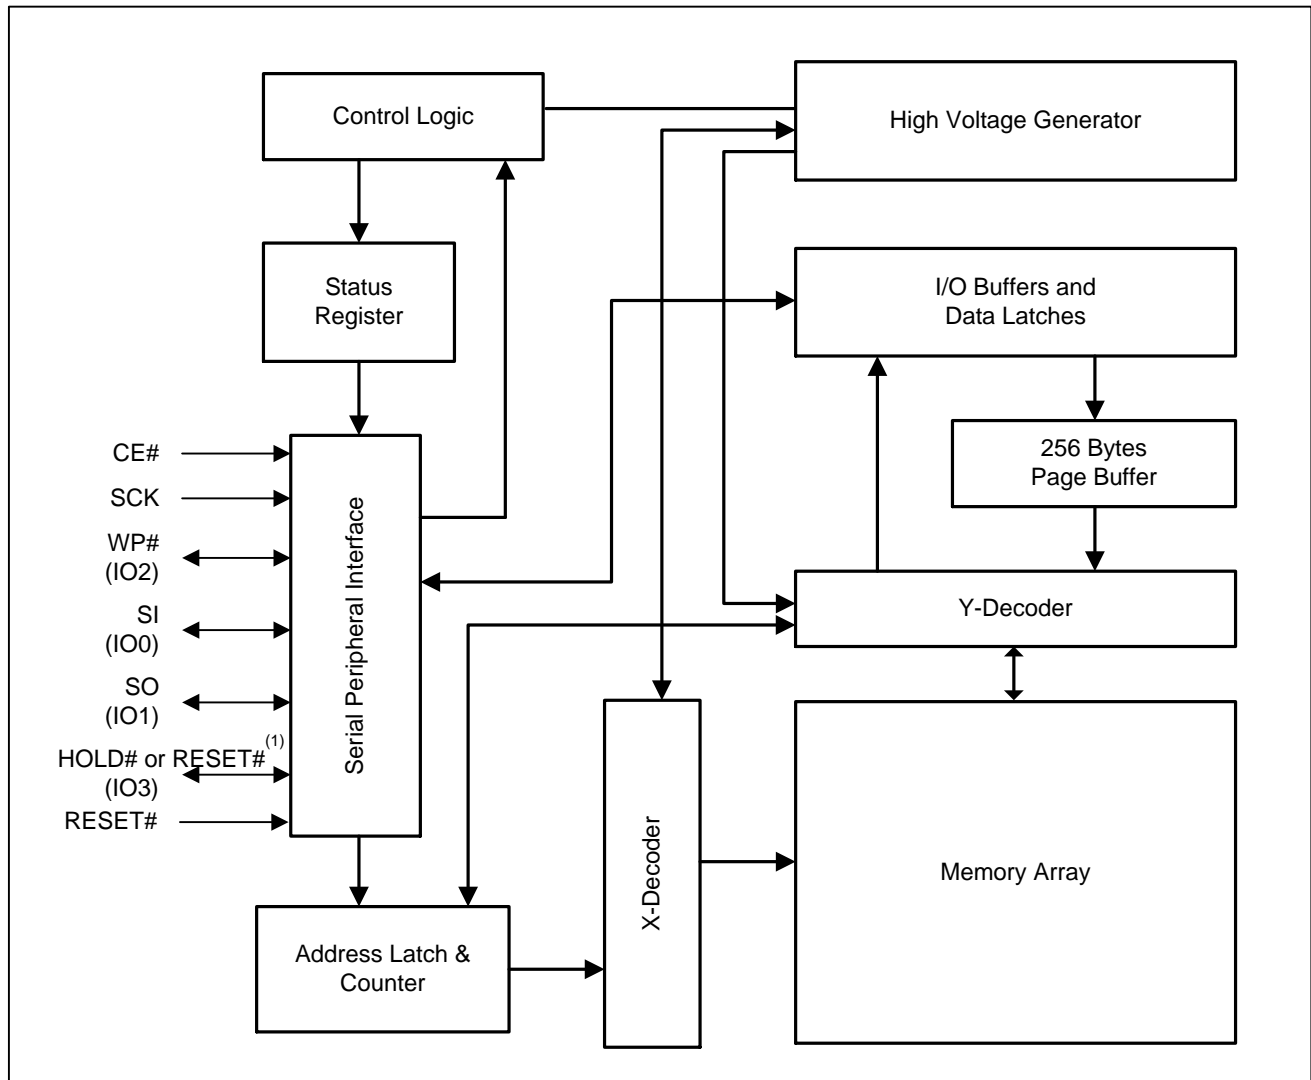 Control Logic
High Voltage Generator
Status
Register
I/O Buffers and
Data Latches
256 Bytes
Page Buffer
Y-Decoder
CE#
SCK
WP#
(IO2)
SI
(IO0)
SO
(IO1)
HOLD# or RESET#(1)
(IO3)
RESET#
Serial Peripheral Interface
X-Decoder
Memory Array
Address Latch &
Counter